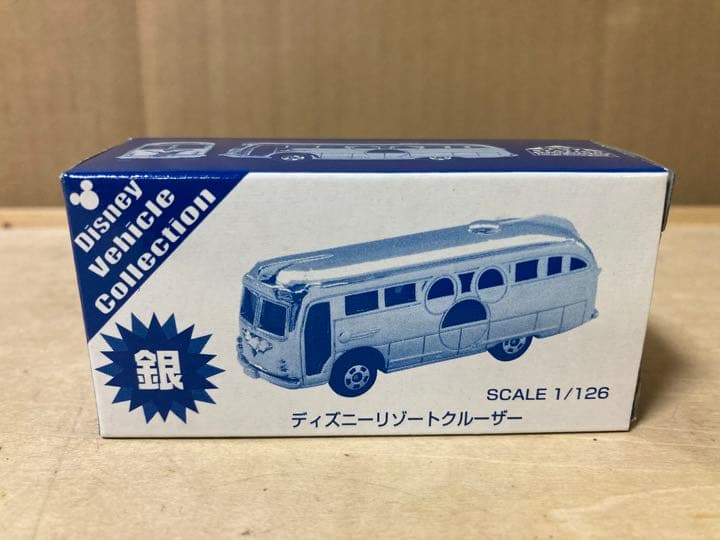 Disney
Vehicle
Collection
銀
SCALE 1/126
ディズニーリゾートクルーザー